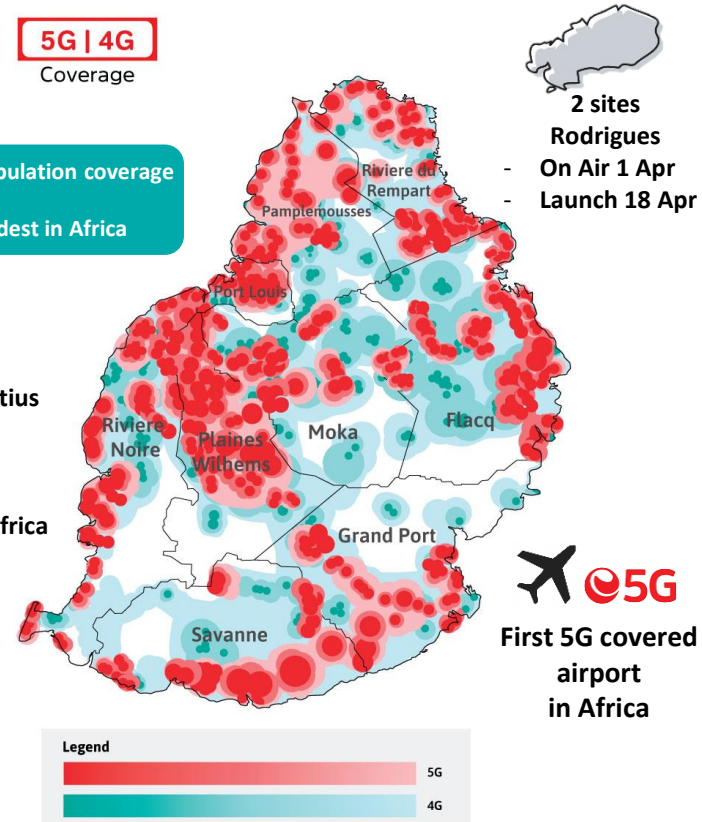 5G | 4G
Coverage
2 sites
Rodrigues
- On Air 1 Apr
- Launch 18 Apr
pulation coverage
dest in Africa
Riviere du
Rempart
Pamplemousses
Port Louis
tius
Riviere
Noire
Plaines
Wilhems
Moka
Flacq
frica
Grand Port
Savanne
5G
First 5G covered
airport
in Africa
Legend
5G
4G